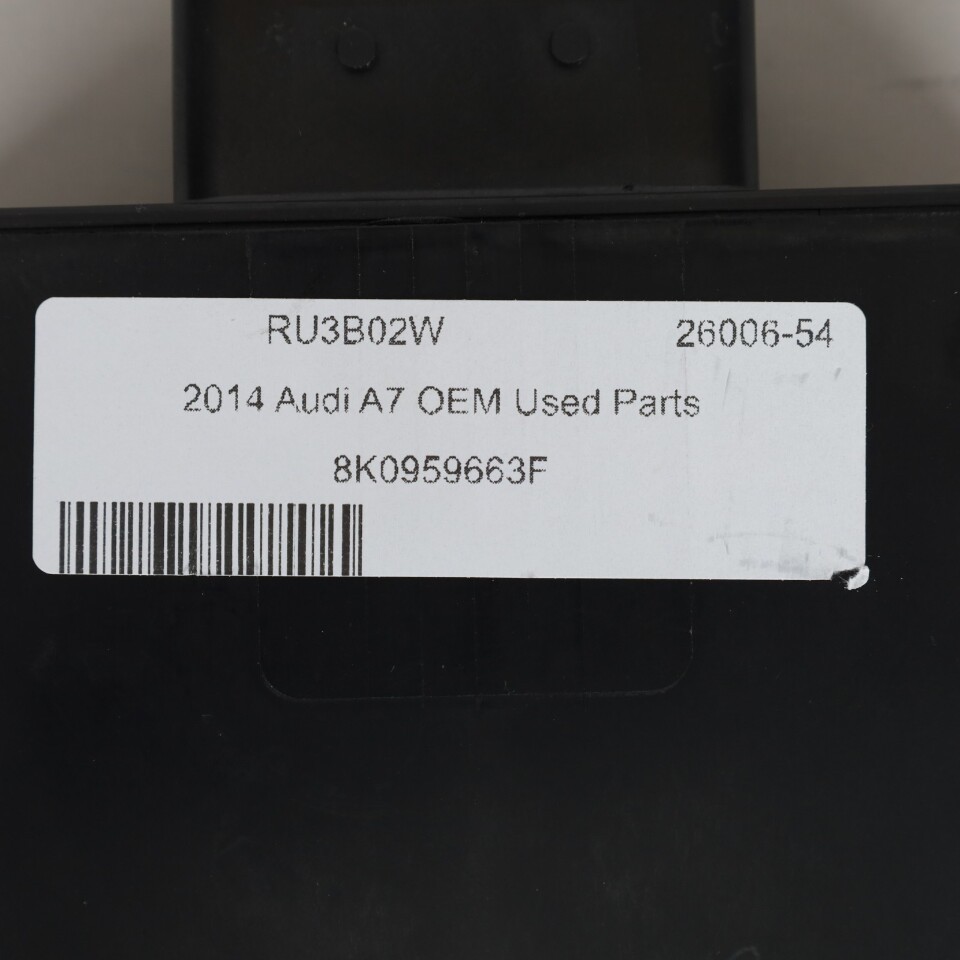 RU3B02W 26006-54
2014 Audi A7 OEM Used Parts
8K0959663F